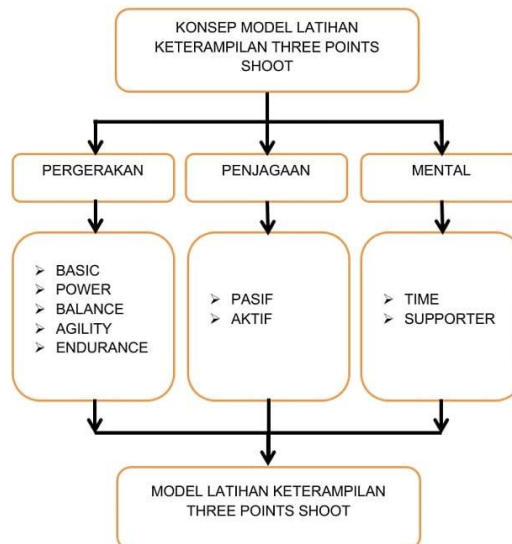 KONSEP MODEL LATIHAN
KETERAMPILAN THREE POINTS
SHOOT
PERGERAKAN
PENJAGAAN
MENTAL
➢ BASIC
➢ POWER
➢ BALANCE
➢ AGILITY
➢ ENDURANCE
➢ PASIF
➢ AKTIF
➢ TIME
➢ SUPPORTER
MODEL LATIHAN KETERAMPILAN
THREE POINTS SHOOT